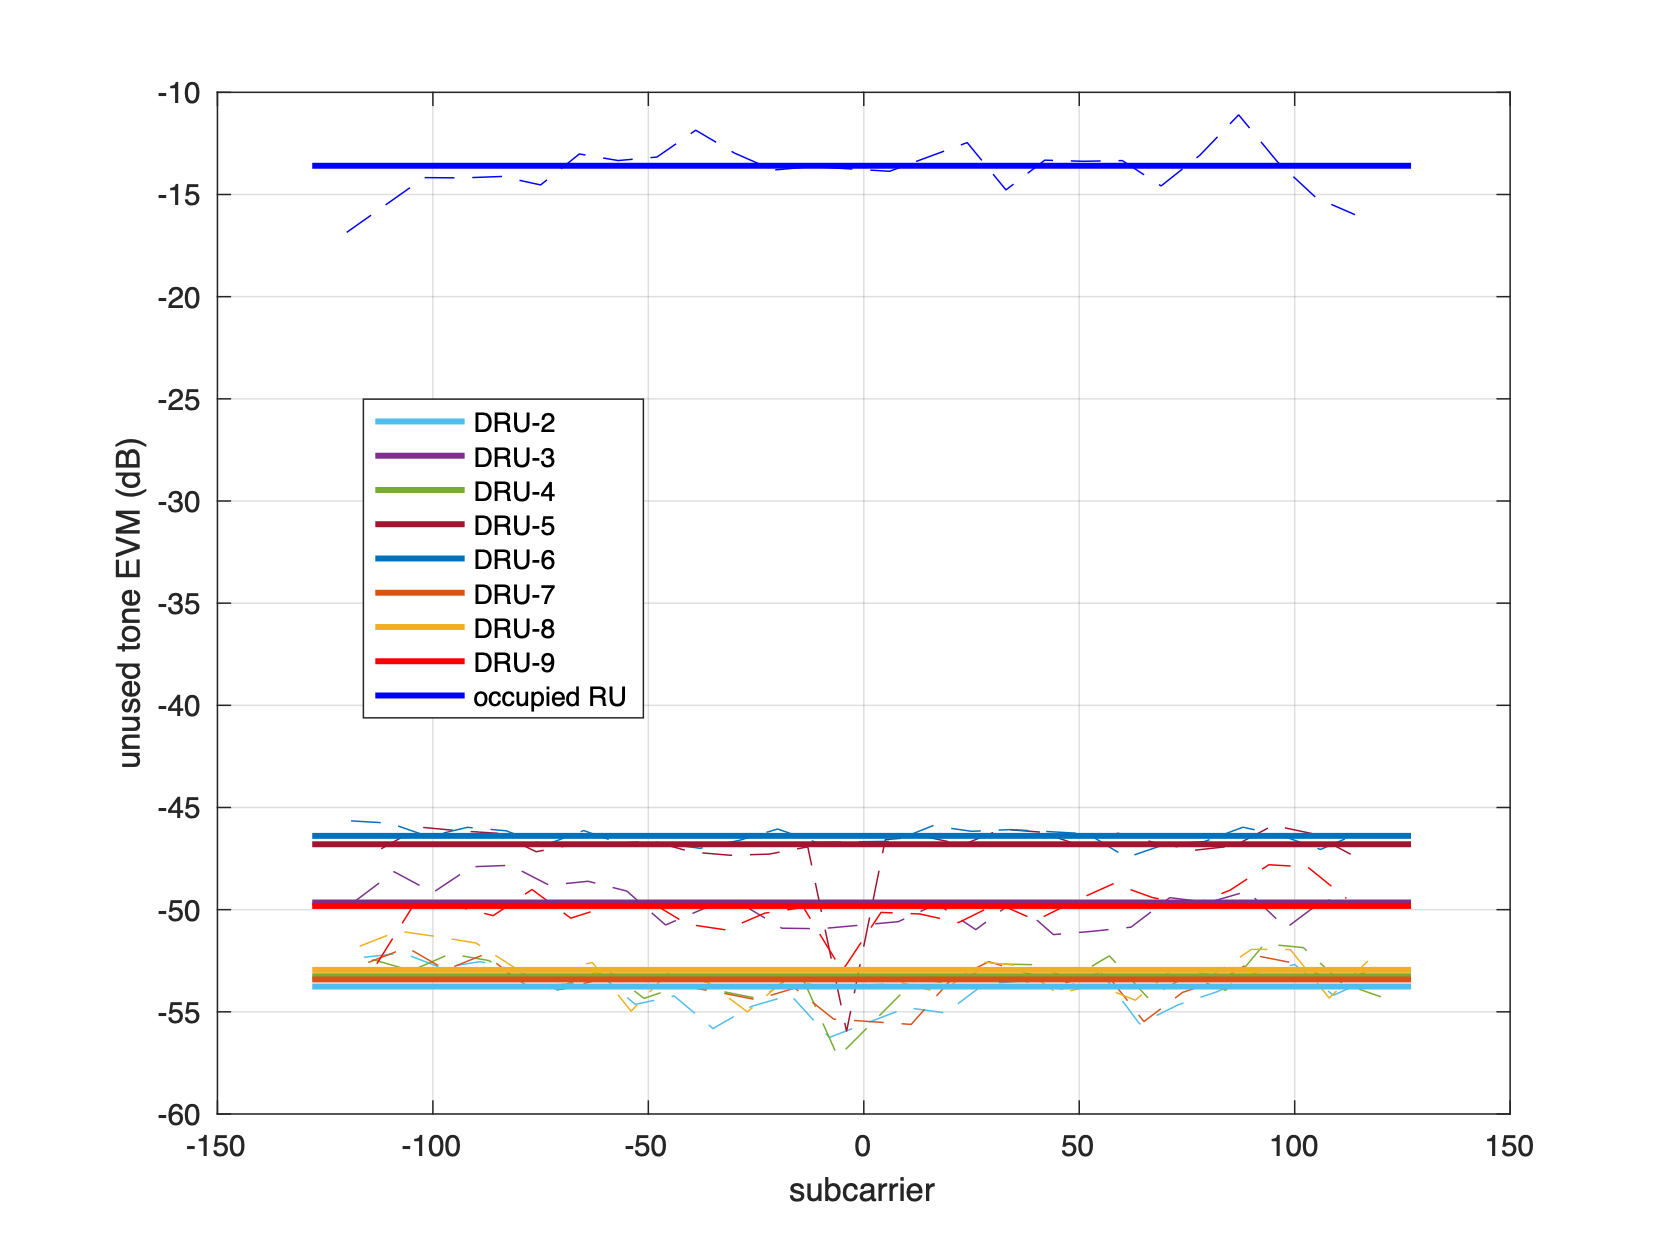 -10
-15
-20
-25
-30
-35
-40
-45
-50
-55
-60
unused tone EVM (dB)
DRU-2
DRU-3
DRU-4
DRU-5
DRU-6
DRU-7
DRU-8
DRU-9
occupied RU
-150 -100 -50 0 50 100 150
subcarrier